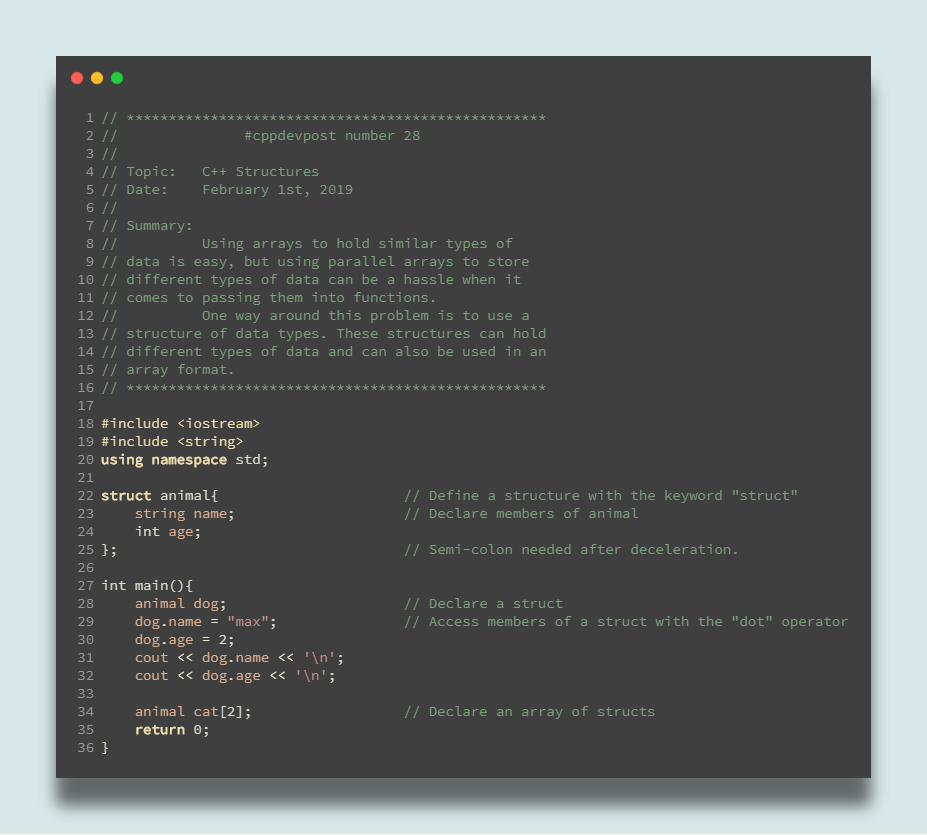 1 // **************************************************
2 //               #cppdevpost number 28
3 //
4 // Topic:   C++ Structures
5 // Date:    February 1st, 2019
6 //
7 // Summary:
8 //          Using arrays to hold similar types of
9 // data is easy, but using parallel arrays to store
10 // different types of data can be a hassle when it
11 // comes to passing them into functions.
12 //          One way around this problem is to use a
13 // structure of data types. These structures can hold
14 // different types of data and can also be used in an
15 // array format.
16 // **************************************************
17
18 #include <iostream>
19 #include <string>
20 using namespace std;
21
22 struct animal{                      // Define a structure with the keyword "struct"
23     string name;                    // Declare members of animal
24     int age;
25 };                                  // Semi-colon needed after deceleration.
26
27 int main(){
28     animal dog;                     // Declare a struct
29     dog.name = "max";               // Access members of a struct with the "dot" operator
30     dog.age = 2;
31     cout << dog.name << '\n';
32     cout << dog.age << '\n';
33
34     animal cat[2];                  // Declare an array of structs
35     return 0;
36 }